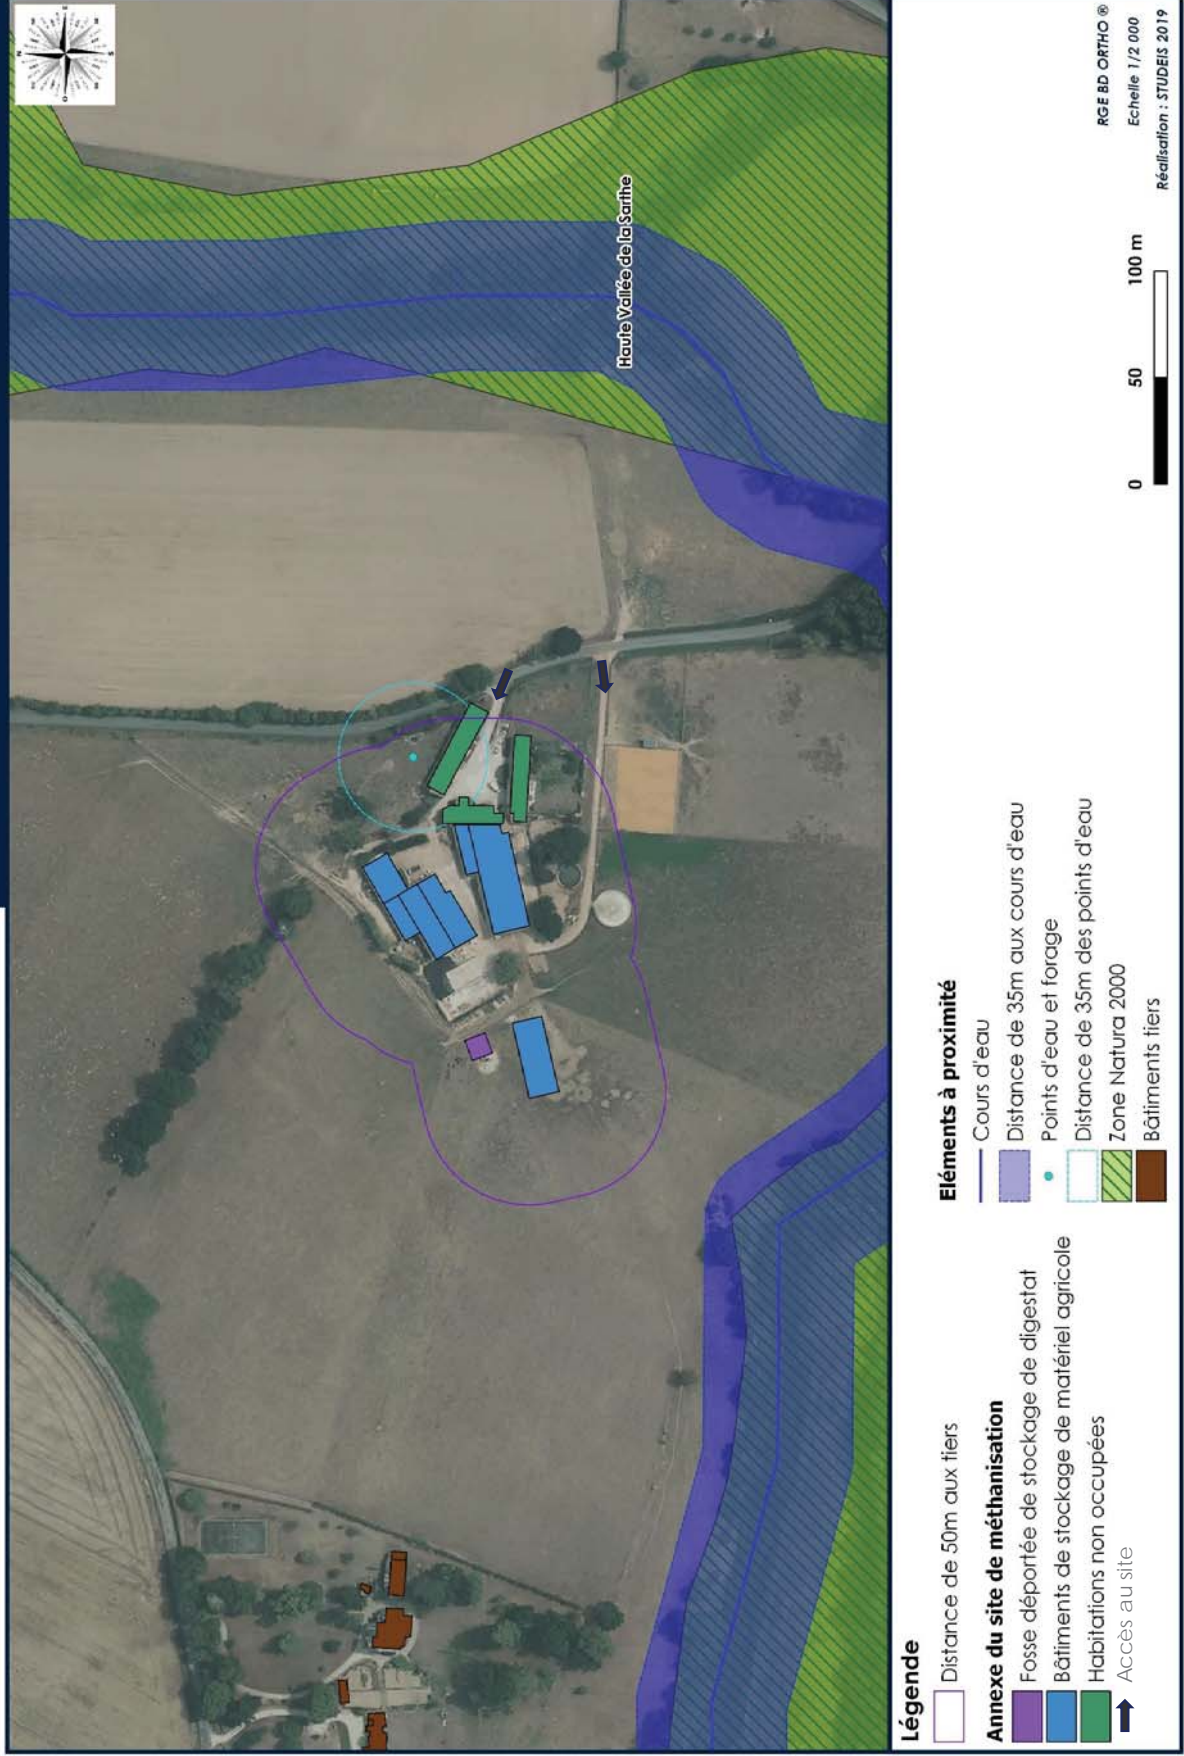 Haute Vallée de la Sarthe
Légende
Distance de 50m aux tiers
Annexe du site de méthanisation
Fosse déportée de stockage de digestat
Bâtiments de stockage de matériel agricole
Habitations non occupées
Accès au site
Eléments à proximité
Cours d'eau
Distance de 35m aux cours d'eau
Points d'eau et forage
Distance de 35m des points d'eau
Zone Natura 2000
Bâtiments tiers
0 50 100 m
RGE BD ORTHO ®
Echelle 1/2 000
Réalisation : STUDEIS 2019